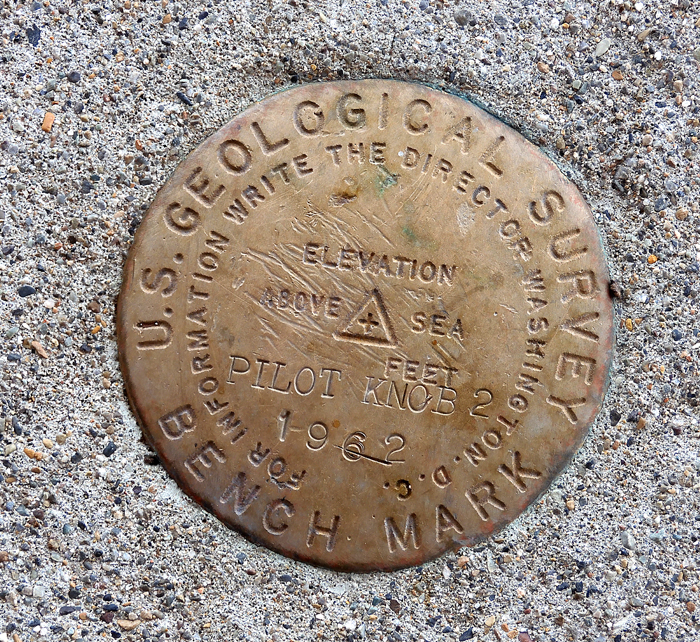 U.S. GEOLOGICAL SURVEY
BENCH MARK
FOR INFORMATION WRITE THE DIRECTOR, WASHINGTON, D.C.
ELEVATION
ABOVE SEA
FEET
PILOT KNOB 2
1962